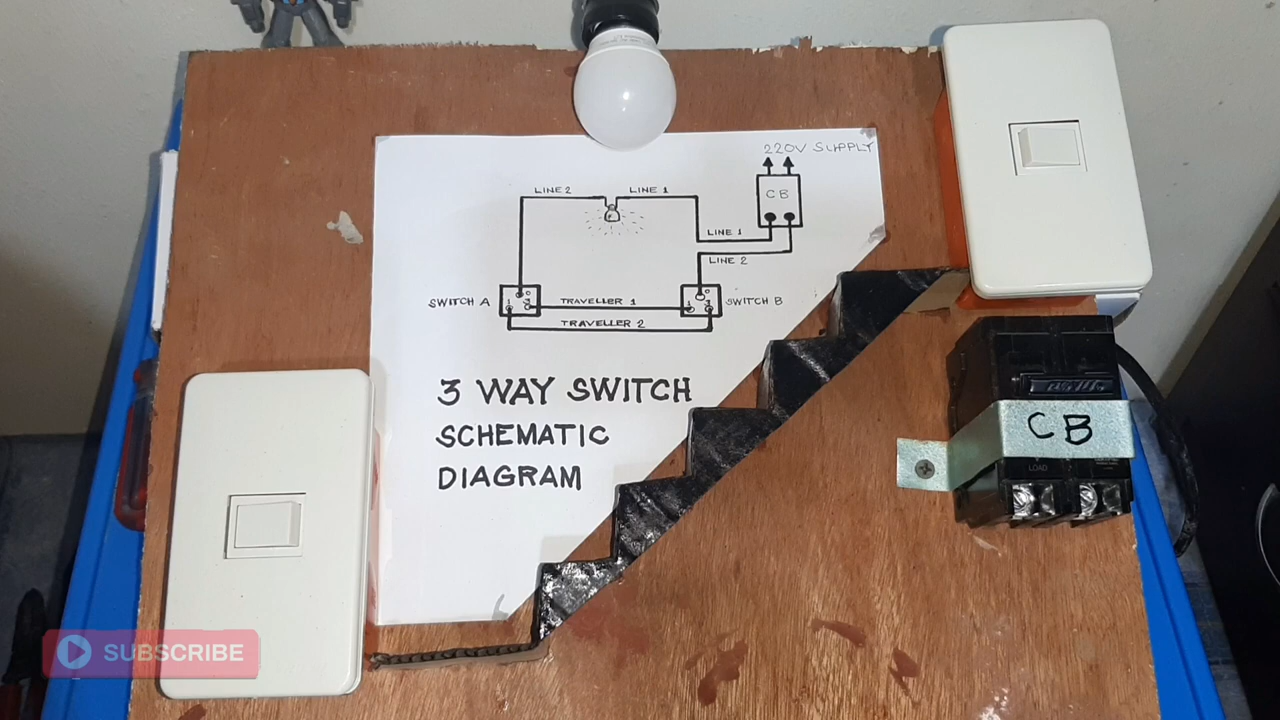 220V SUPPLY
CB
LINE 2
LINE 1
LINE 1
LINE 2
SWITCH A
TRAVELLER 1
SWITCH B
TRAVELLER 2
3 WAY SWITCH
SCHEMATIC
DIAGRAM
CB
LOAD
SUBSCRIBE